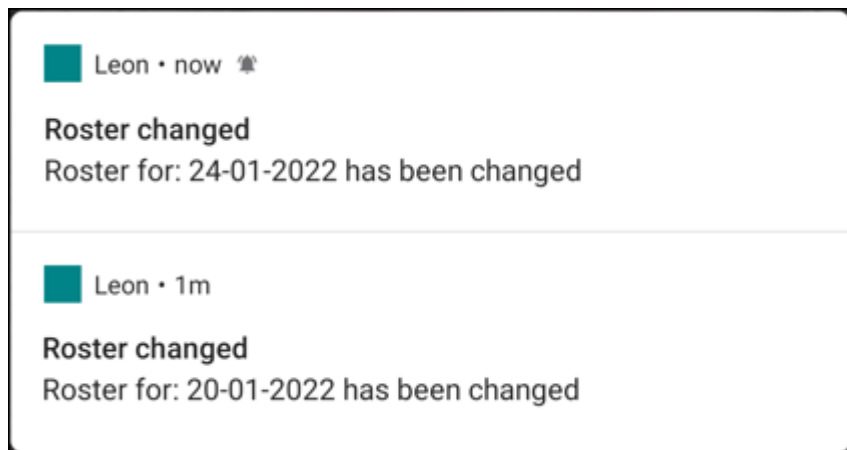 Leon • now
Roster changed
Roster for: 24-01-2022 has been changed
Leon • 1m
Roster changed
Roster for: 20-01-2022 has been changed